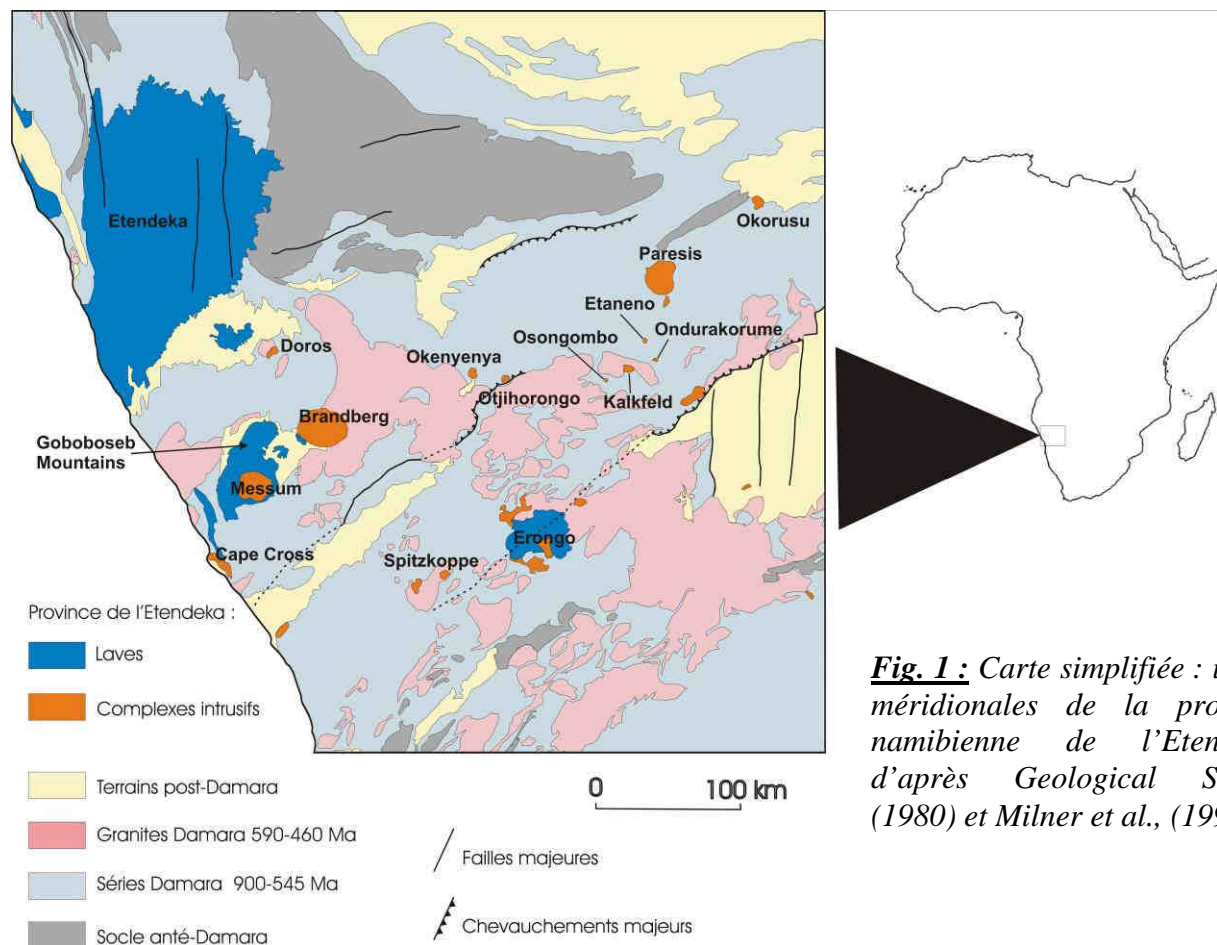 Etendeka
Okorusu
Paresis
Etaneno
Ondurakorume
Osongombo
Doros
Okenyenya
Otjihorongo
Kalkfeld
Brandberg
Goboboseb
Mountains
Messum
Erongo
Cape Cross
Spitzkoppe
Province de l'Etendeka :
Laves
Complexes intrusifs
Terrains post-Damara
Granites Damara 590-460 Ma
Séries Damara 900-545 Ma
Socle anté-Damara
0 100 km
Failles majeures
Chevauchements majeurs
Fig. 1 : Carte simplifiée :
méridionales de la
namibienne de
d'après Geological
(1980) et Milner et al.,